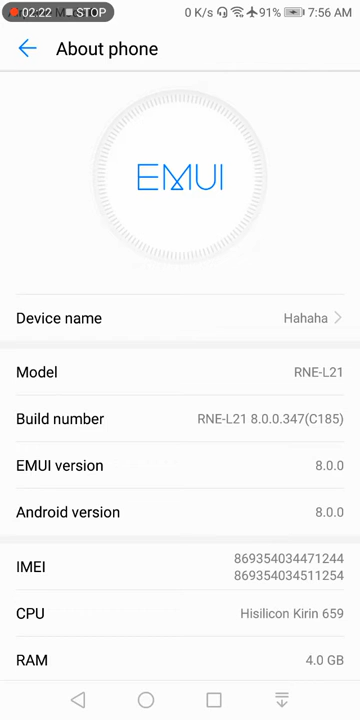 02:22 STOP 0 K/s 91% 7:56 AM
About phone
EMUI
Device name Hahaha
Model RNE-L21
Build number RNE-L21 8.0.0.347(C185)
EMUI version 8.0.0
Android version 8.0.0
IMEI 869354034471244
869354034511254
CPU Hisilicon Kirin 659
RAM 4.0 GB